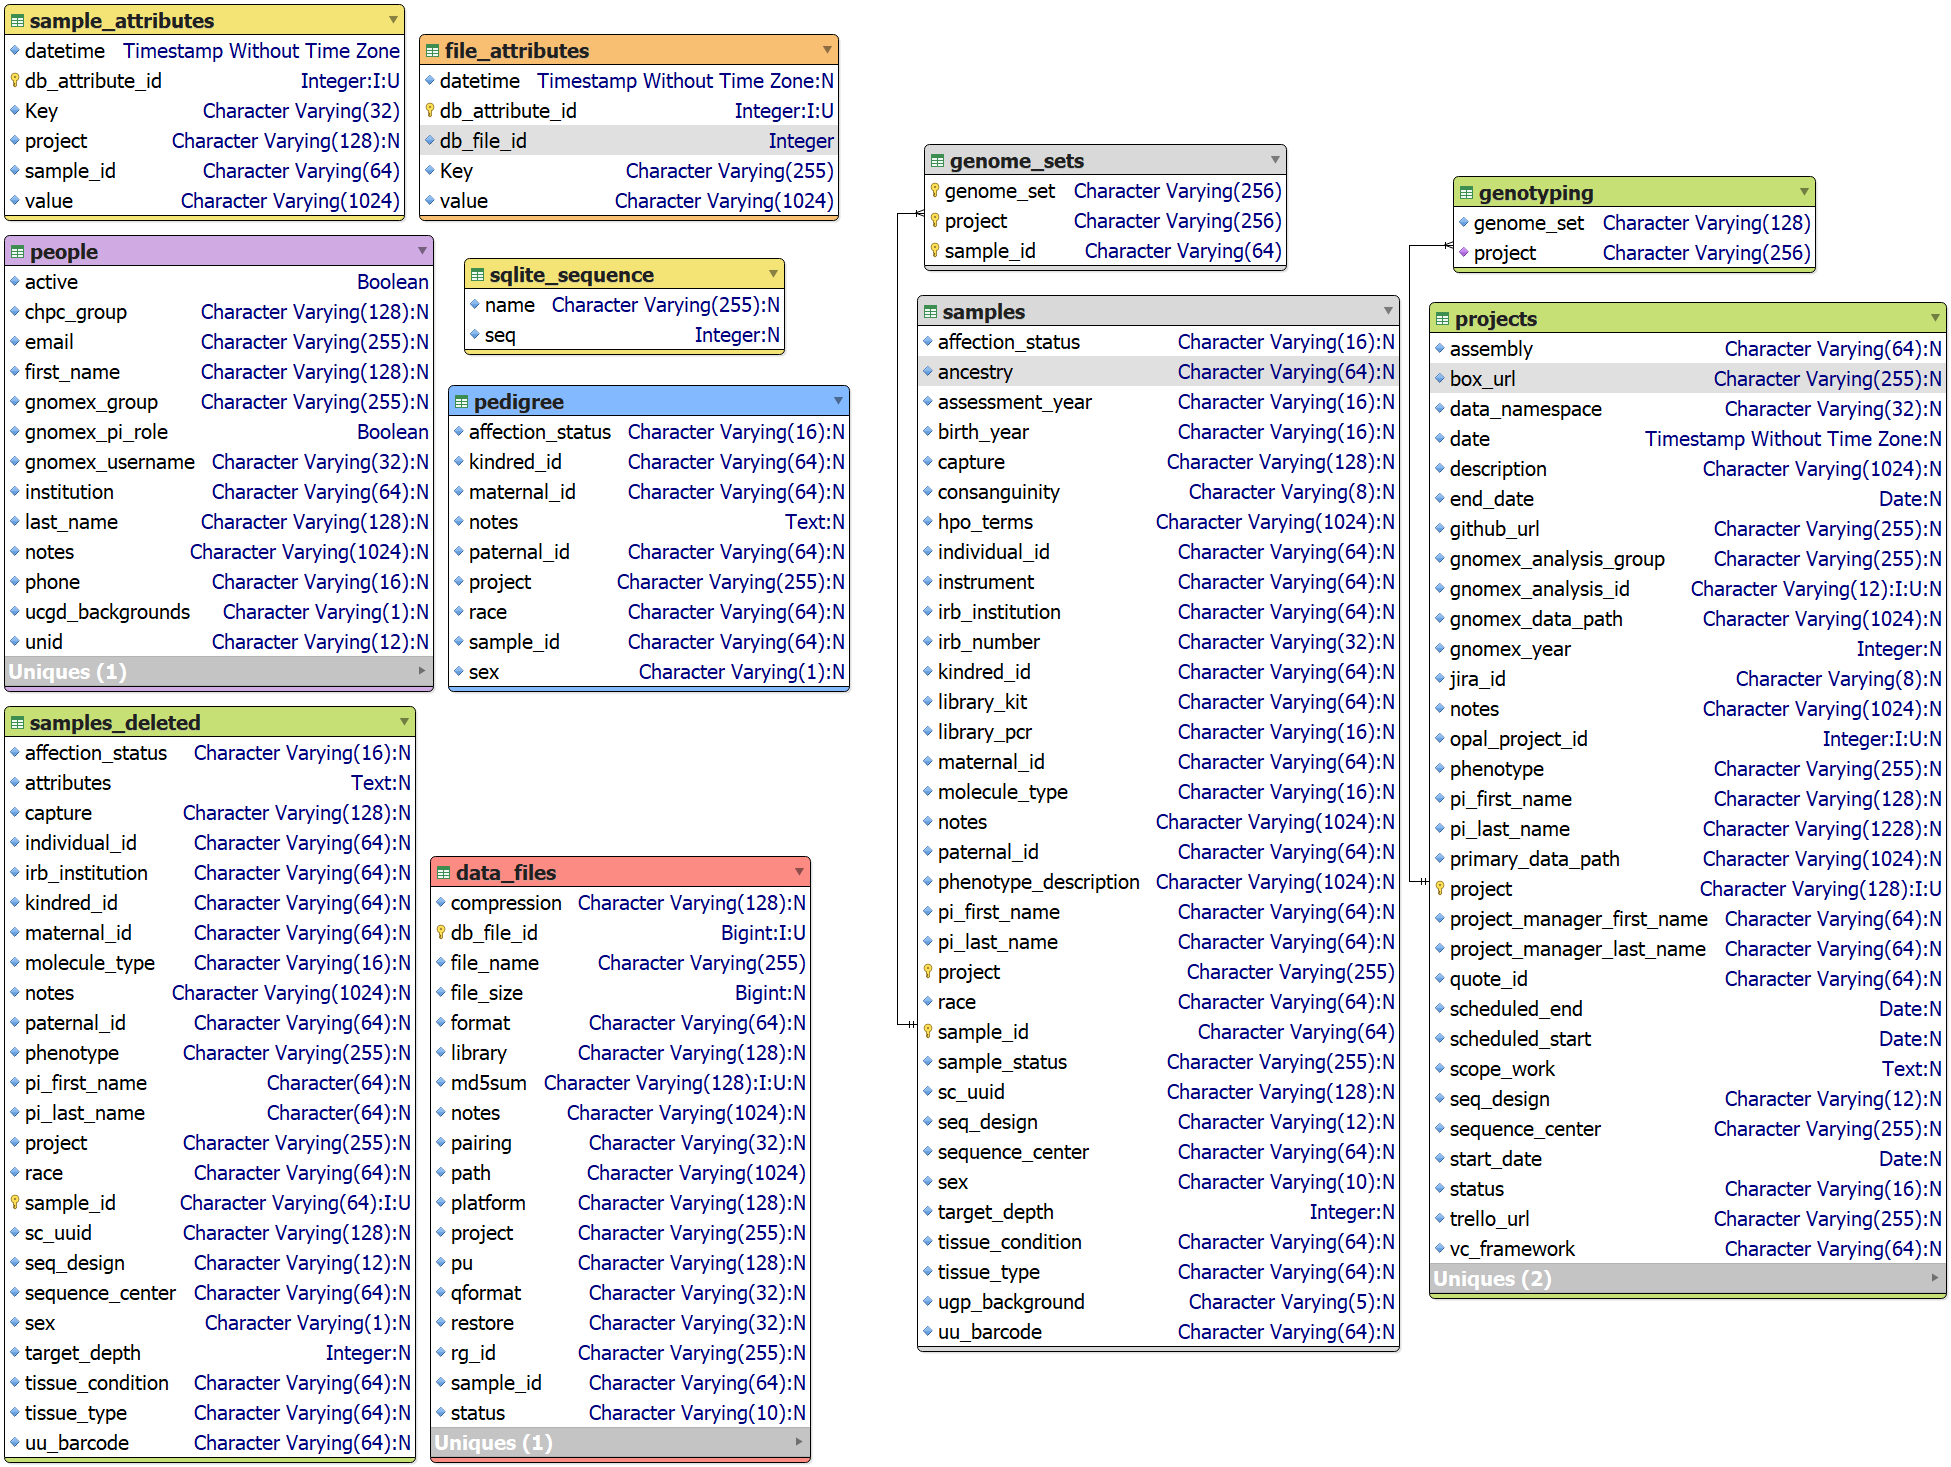 sample_attributes
datetime Timestamp Without Time Zone
db_attribute_id Integer:I:U
Key Character Varying(32)
project Character Varying(128):N
sample_id Character Varying(64)
value Character Varying(1024)
file_attributes
datetime Timestamp Without Time Zone:N
db_attribute_id Integer:I:U
db_file_id Integer
Key Character Varying(255)
value Character Varying(1024)
people
active Boolean
chpc_group Character Varying(128):N
email Character Varying(255):N
first_name Character Varying(128):N
gnomex_group Character Varying(255):N
gnomex_pi_role Boolean
gnomex_username Character Varying(32):N
institution Character Varying(64):N
last_name Character Varying(128):N
notes Character Varying(1024):N
phone Character Varying(16):N
ucgd_backgrounds Character Varying(1):N
unid Character Varying(12):N
Uniques (1)
sqlite_sequence
name Character Varying(255):N
seq Integer:N
pedigree
affection_status Character Varying(16):N
kindred_id Character Varying(64):N
maternal_id Character Varying(64):N
notes Text:N
paternal_id Character Varying(64):N
project Character Varying(255):N
race Character Varying(64):N
sample_id Character Varying(64):N
sex Character Varying(1):N
samples_deleted
affection_status Character Varying(16):N
attributes Text:N
capture Character Varying(128):N
individual_id Character Varying(64):N
irb_institution Character Varying(64):N
kindred_id Character Varying(64):N
maternal_id Character Varying(64):N
molecule_type Character Varying(16):N
notes Character Varying(1024):N
paternal_id Character Varying(64):N
phenotype Character Varying(255):N
pi_first_name Character(64):N
pi_last_name Character(64):N
project Character Varying(255):N
race Character Varying(64):N
sample_id Character Varying(64):I:U
sc_uuid Character Varying(128):N
seq_design Character Varying(12):N
sequence_center Character Varying(64):N
sex Character Varying(1):N
target_depth Integer:N
tissue_condition Character Varying(64):N
tissue_type Character Varying(64):N
uu_barcode Character Varying(64):N
data_files
compression Character Varying(128):N
db_file_id Bigint:I:U
file_name Character Varying(255)
file_size Bigint:N
format Character Varying(64):N
library Character Varying(128):N
md5sum Character Varying(128):I:U:N
notes Character Varying(1024):N
pairing Character Varying(32):N
path Character Varying(1024)
platform Character Varying(128):N
project Character Varying(255):N
pu Character Varying(128):N
qformat Character Varying(32):N
restore Character Varying(32):N
rg_id Character Varying(255):N
sample_id Character Varying(64):N
status Character Varying(10):N
Uniques (1)
genome_sets
genome_set Character Varying(256)
project Character Varying(256)
sample_id Character Varying(64)
samples
affection_status Character Varying(16):N
ancestry Character Varying(64):N
assessment_year Character Varying(16):N
birth_year Character Varying(16):N
capture Character Varying(128):N
consanguinity Character Varying(8):N
hpo_terms Character Varying(1024):N
individual_id Character Varying(64):N
instrument Character Varying(64):N
irb_institution Character Varying(64):N
irb_number Character Varying(32):N
kindred_id Character Varying(64):N
library_kit Character Varying(64):N
library_pcr Character Varying(16):N
maternal_id Character Varying(64):N
molecule_type Character Varying(16):N
notes Character Varying(1024):N
paternal_id Character Varying(64):N
phenotype_description Character Varying(1024):N
pi_first_name Character Varying(64):N
pi_last_name Character Varying(64):N
project Character Varying(255)
race Character Varying(64):N
sample_id Character Varying(64)
sample_status Character Varying(255):N
sc_uuid Character Varying(128):N
seq_design Character Varying(12):N
sequence_center Character Varying(64):N
sex Character Varying(10):N
target_depth Integer:N
tissue_condition Character Varying(64):N
tissue_type Character Varying(64):N
ugp_background Character Varying(5):N
uu_barcode Character Varying(64):N
genotyping
genome_set Character Varying(128)
project Character Varying(256)
projects
assembly Character Varying(64):N
box_url Character Varying(255):N
data_namespace Character Varying(32):N
date Timestamp Without Time Zone:N
description Character Varying(1024):N
end_date Date:N
github_url Character Varying(255):N
gnomex_analysis_group Character Varying(255):N
gnomex_analysis_id Character Varying(12):I:U:N
gnomex_data_path Character Varying(1024):N
gnomex_year Integer:N
jira_id Character Varying(8):N
notes Character Varying(1024):N
opal_project_id Integer:I:U:N
phenotype Character Varying(255):N
pi_first_name Character Varying(128):N
pi_last_name Character Varying(1228):N
primary_data_path Character Varying(1024):N
project Character Varying(128):I:U
project_manager_first_name Character Varying(64):N
project_manager_last_name Character Varying(64):N
quote_id Character Varying(64):N
scheduled_end Date:N
scheduled_start Date:N
scope_work Text:N
seq_design Character Varying(12):N
sequence_center Character Varying(255):N
start_date Date:N
status Character Varying(16):N
trello_url Character Varying(255):N
vc_framework Character Varying(64):N
Uniques (2)